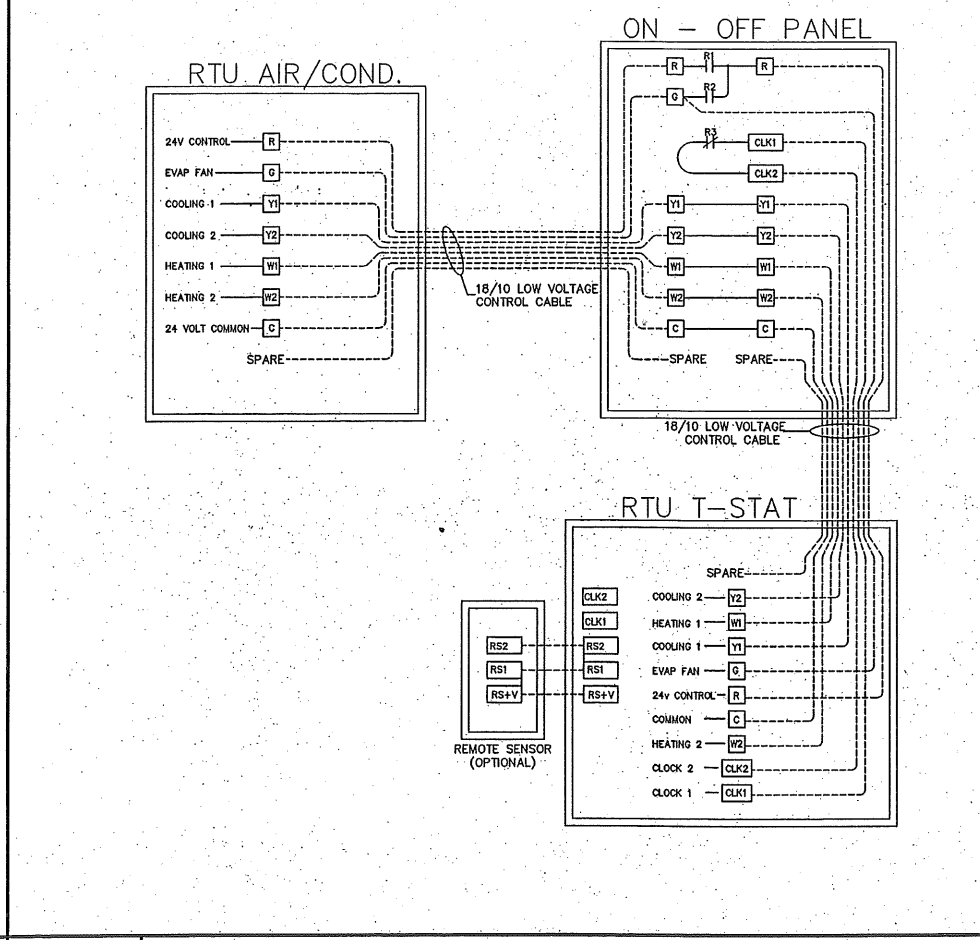 ON - OFF PANEL
RTU AIR/COND.
24V CONTROL R
EVAP FAN G
COOLING 1 Y1
COOLING 2 Y2
HEATING 1 W1
HEATING 2 W2
24 VOLT COMMON C
SPARE
18/10 LOW VOLTAGE
CONTROL CABLE
R R1 R
G R2
R3 CLK1
CLK2
Y1 Y1
Y2 Y2
W1 W1
W2 W2
C C
SPARE SPARE
18/10 LOW VOLTAGE
CONTROL CABLE
RTU T-STAT
SPARE
CLK2
CLK1
RS2
RS1
RS+V
COOLING 2 Y2
HEATING 1 W1
COOLING 1 Y1
EVAP FAN G
24v CONTROL R
COMMON C
HEATING 2 W2
CLOCK 2 CLK2
CLOCK 1 CLK1
RS2
RS1
RS+V
REMOTE SENSOR
(OPTIONAL)